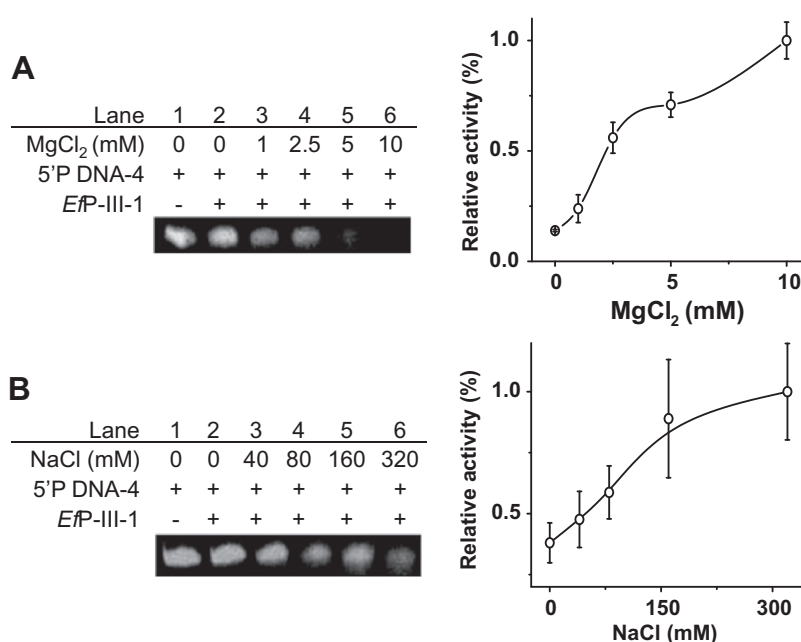 A
Lane 1 2 3 4 5 6
MgCl2 (mM) 0 0 1 2.5 5 10
5'P DNA-4 + + + + + +
EfP-III-1 - + + + + +
Relative activity (%)
1.0
0.5
0.0
0 5 10
MgCl2 (mM)
B
Lane 1 2 3 4 5 6
NaCl (mM) 0 0 40 80 160 320
5'P DNA-4 + + + + + +
EfP-III-1 - + + + + +
Relative activity (%)
1.0
0.5
0 150 300
NaCl (mM)